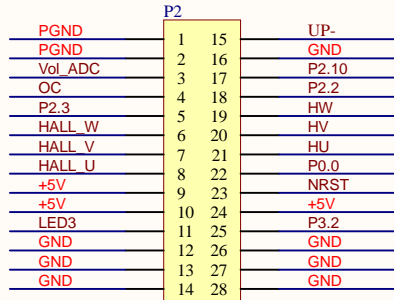 P2
PGND 1 15 UP-
PGND 2 16 GND
Vol_ADC 3 17 P2.10
OC 4 18 P2.2
P2.3 5 19 HW
HALL_W 6 20 HV
HALL_V 7 21 HU
HALL_U 8 22 P0.0
+5V 9 23 NRST
+5V 10 24 +5V
LED3 11 25 P3.2
GND 12 26 GND
GND 13 27 GND
GND 14 28 GND